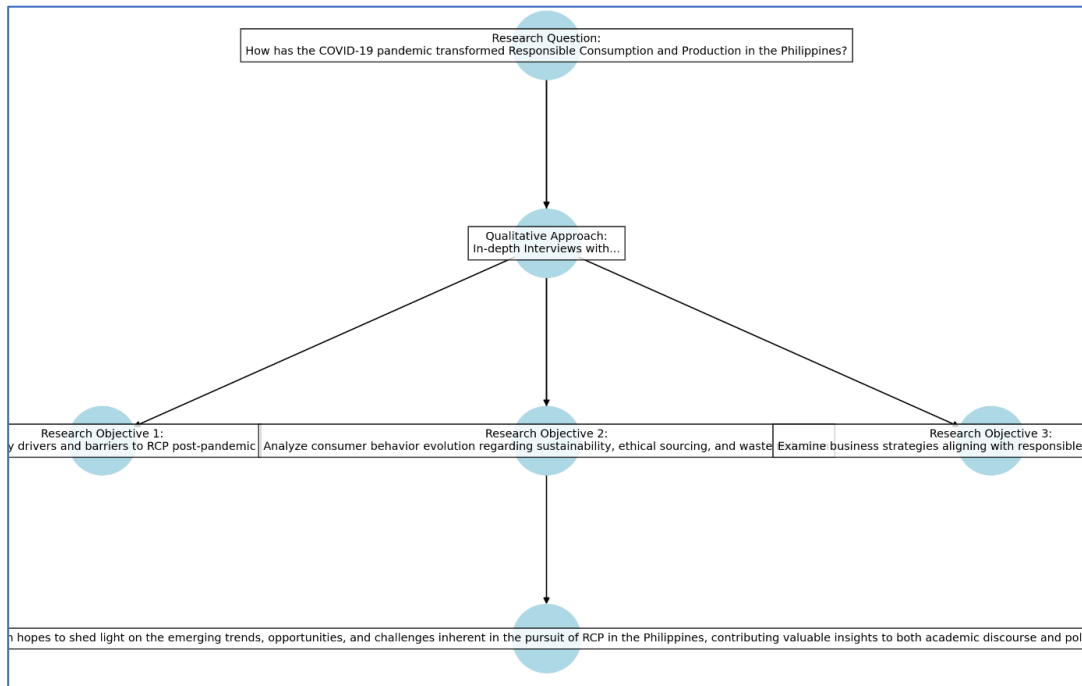 Research Question:
How has the COVID-19 pandemic transformed Responsible Consumption and Production in the Philippines?
Qualitative Approach:
In-depth Interviews with...
Research Objective 1:
y drivers and barriers to RCP post-pandemic
Research Objective 2:
Analyze consumer behavior evolution regarding sustainability, ethical sourcing, and waste
Research Objective 3:
Examine business strategies aligning with responsible
hopes to shed light on the emerging trends, opportunities, and challenges inherent in the pursuit of RCP in the Philippines, contributing valuable insights to both academic discourse and pol